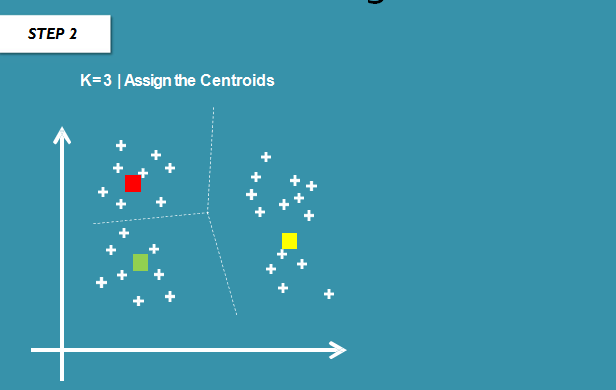 STEP 2
K=3 | Assign the Centroids